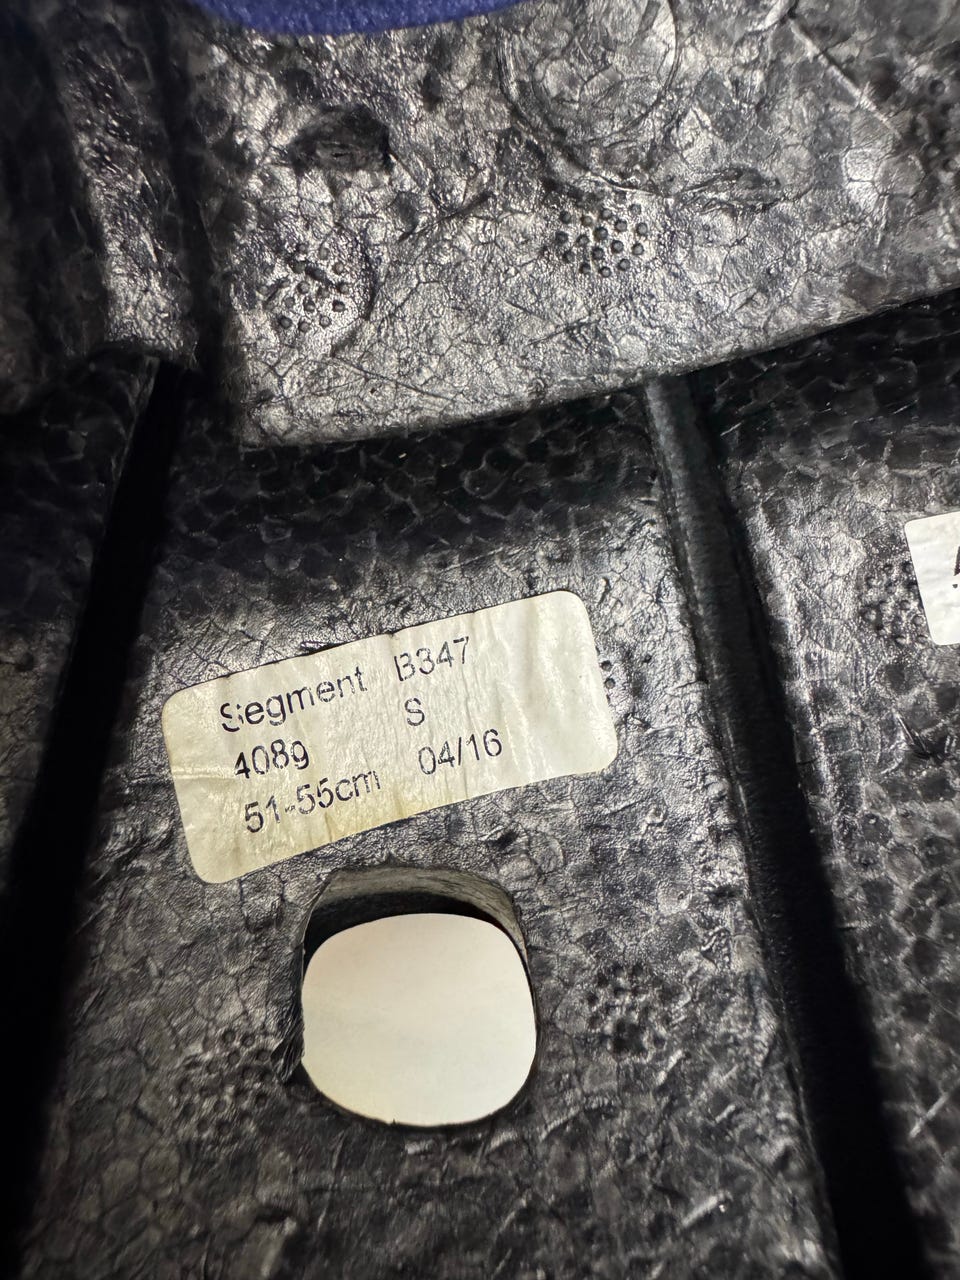 Segment B347
408g S
51-55cm 04/16